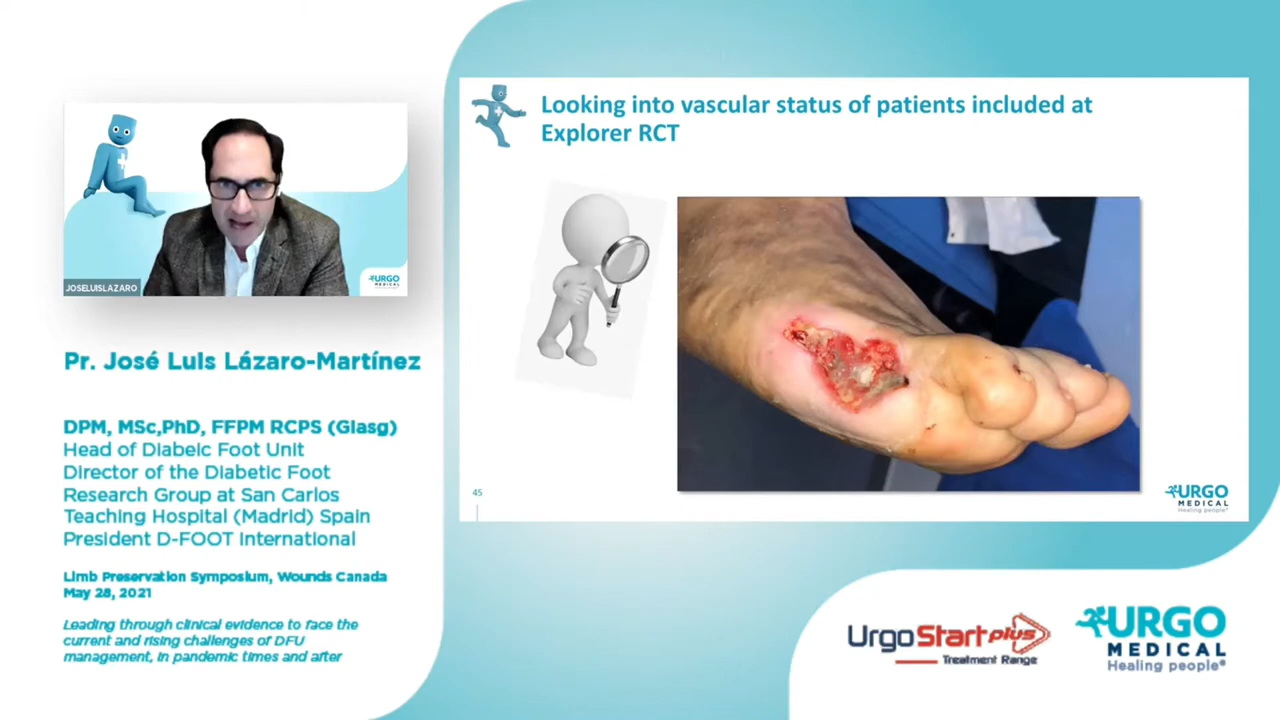 Looking into vascular status of patients included at
Explorer RCT
JOSELUISLAZARO
URGO
MEDICAL
Pr. José Luis Lázaro-Martínez
DPM, MSc,PhD, FFPM RCPS (Glasg)
Head of Diabeic Foot Unit
Director of the Diabetic Foot
Research Group at San Carlos
Teaching Hospital (Madrid) Spain
President D-FOOT International
Limb Preservation Symposium, Wounds Canada
May 28, 2021
Leading through clinical evidence to face the
current and rising challenges of DFU
management, in pandemic times and after
45
URGO
MEDICAL
Healing people®
UrgoStart plus
Treatment Range
URGO
MEDICAL
Healing people®